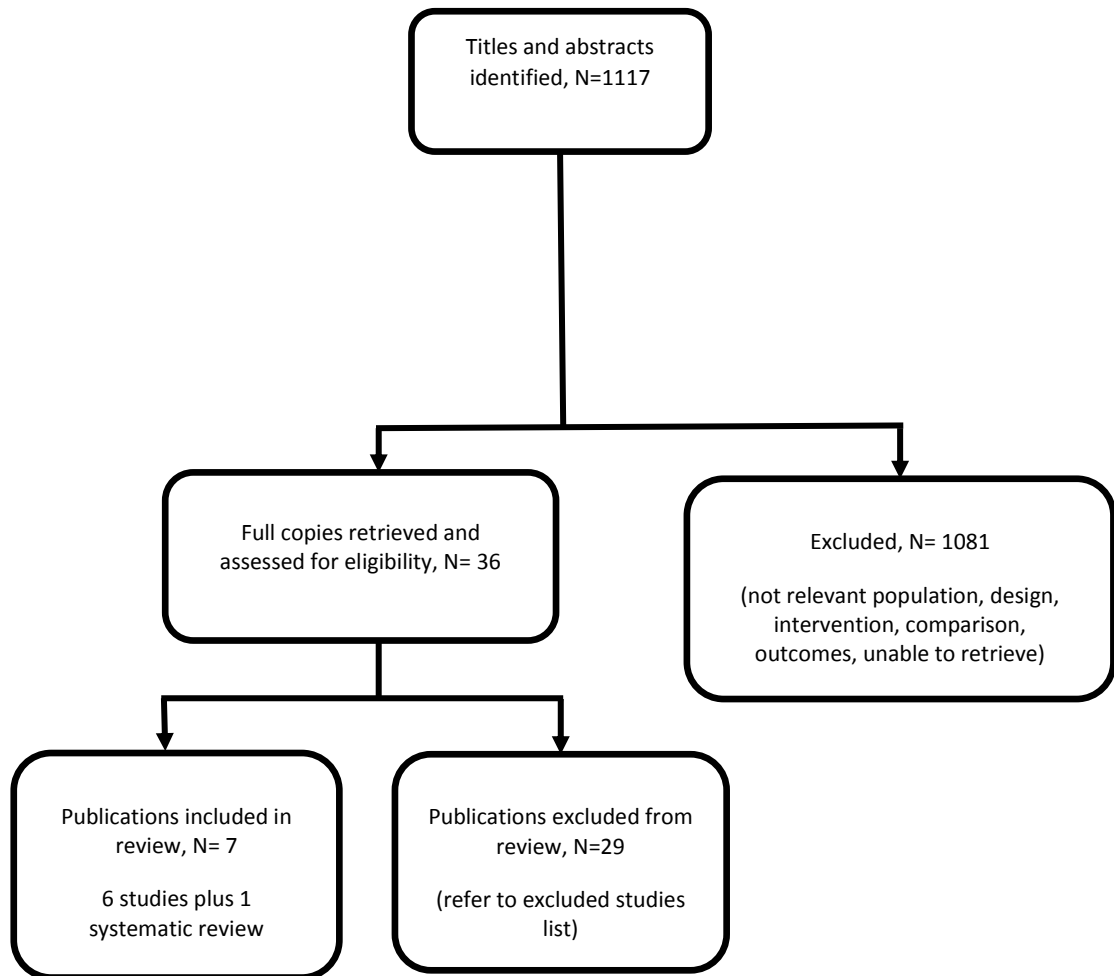 Titles and abstracts
identified, N=1117
Full copies retrieved and
assessed for eligibility, N= 36
Excluded, N= 1081
(not relevant population, design,
intervention, comparison,
outcomes, unable to retrieve)
Publications included in
review, N= 7
6 studies plus 1
systematic review
Publications excluded from
review, N=29
(refer to excluded studies
list)